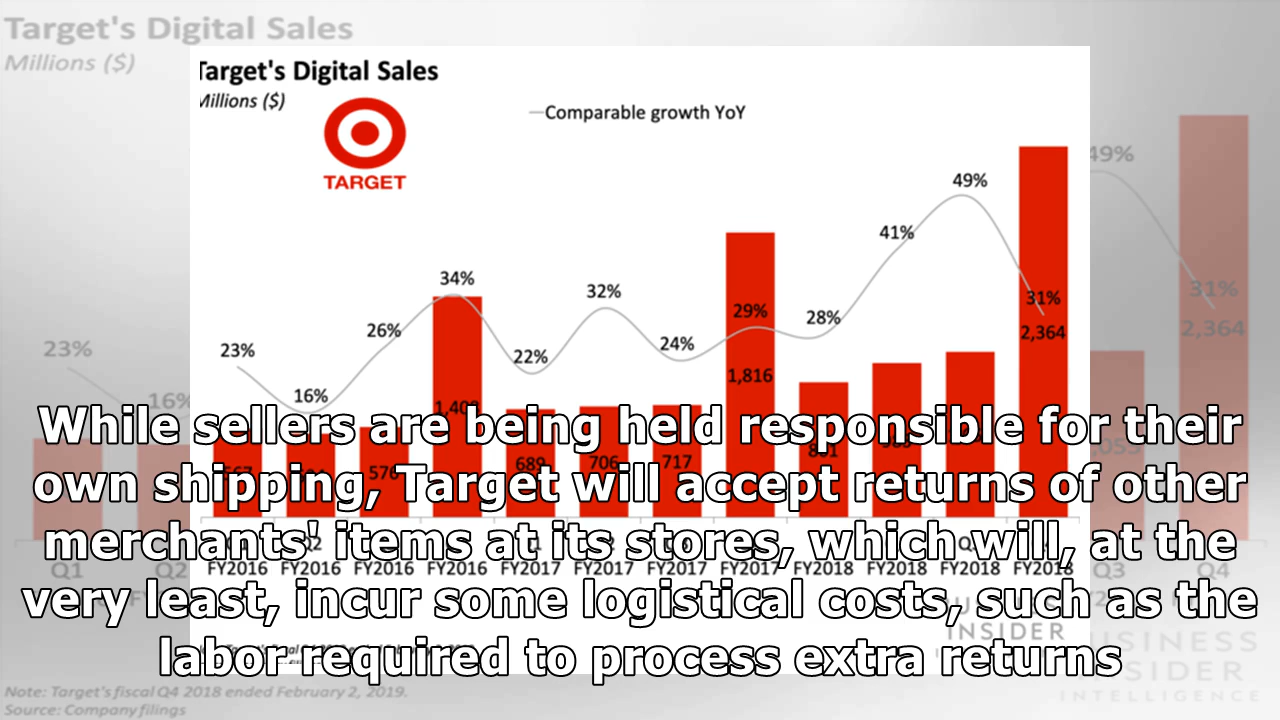 Target's Digital Sales
Millions ($)
Target's Digital Sales
Millions ($)
Comparable growth YoY
TARGET
23%
16%
26%
34%
22%
32%
24%
29%
28%
41%
49%
31%
576
689
706
717
1,816
2,364
FY2016 FY2016 FY2016 FY2016 FY2017 FY2017 FY2017 FY2017 FY2018 FY2018 FY2018 FY2018
INSIDER
23%
16%
49%
31%
2,364
Q1 Q2 Q3 Q4
While sellers are being held responsible for their
own shipping, Target will accept returns of other
merchants' items at its stores, which will, at the
very least, incur some logistical costs, such as the
labor required to process extra returns
Note: Target's fiscal Q4 2018 ended February 2, 2019.
Source: Company filings
INTELLIGENCE